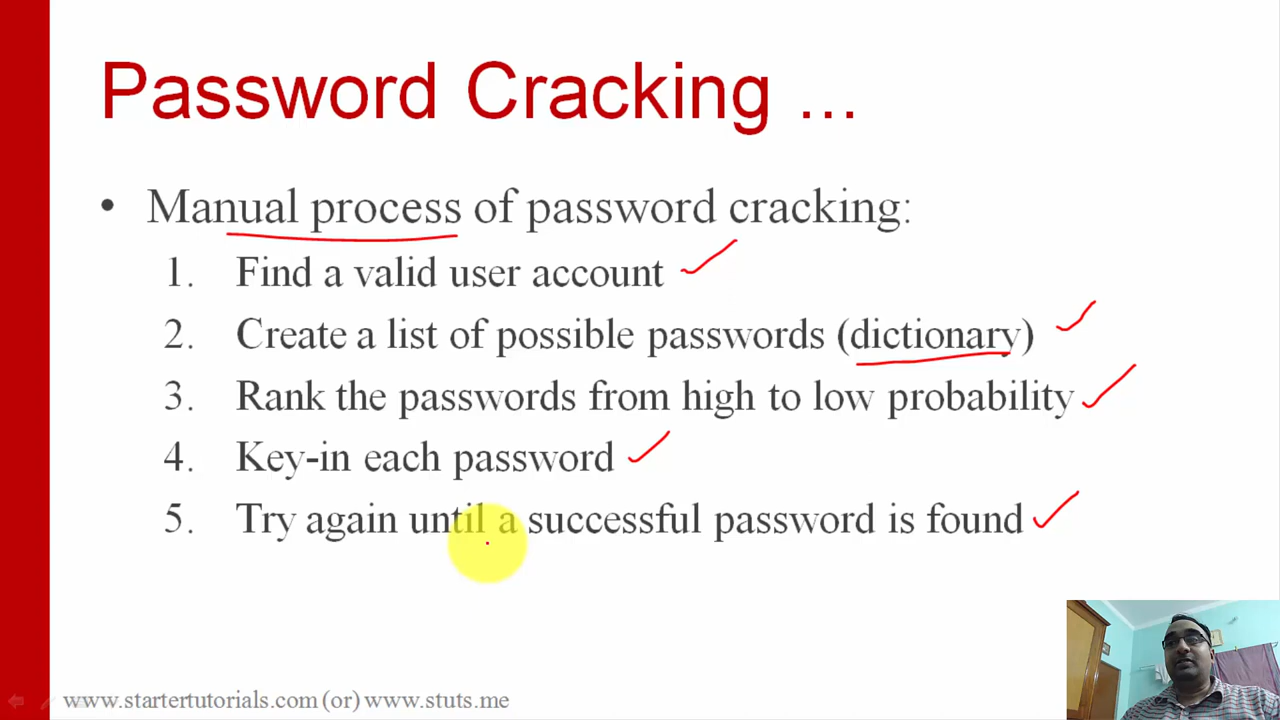 Password Cracking ...
• Manual process of password cracking:
1. Find a valid user account
2. Create a list of possible passwords (dictionary)
3. Rank the passwords from high to low probability
4. Key-in each password
5. Try again until a successful password is found
www.startertutorials.com (or) www.stuts.me